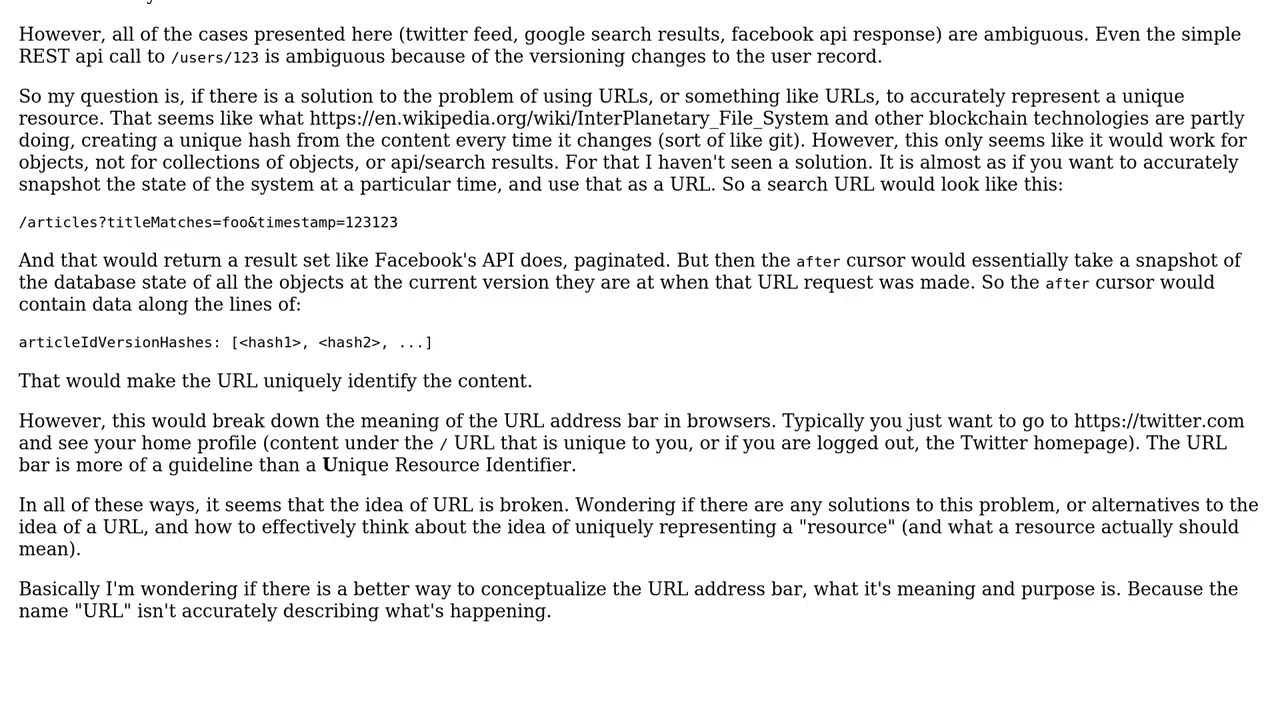 However, all of the cases presented here (twitter feed, google search results, facebook api response) are ambiguous. Even the simple
REST api call to /users/123 is ambiguous because of the versioning changes to the user record.
So my question is, if there is a solution to the problem of using URLs, or something like URLs, to accurately represent a unique
resource. That seems like what https://en.wikipedia.org/wiki/InterPlanetary_File_System and other blockchain technologies are partly
doing, creating a unique hash from the content every time it changes (sort of like git). However, this only seems like it would work for
objects, not for collections of objects, or api/search results. For that I haven't seen a solution. It is almost as if you want to accurately
snapshot the state of the system at a particular time, and use that as a URL. So a search URL would look like this:
/articles?titleMatches=foo&timestamp=123123
And that would return a result set like Facebook's API does, paginated. But then the after cursor would essentially take a snapshot of
the database state of all the objects at the current version they are at when that URL request was made. So the after cursor would
contain data along the lines of:
articleIdVersionHashes: [<hash1>, <hash2>, ...]
That would make the URL uniquely identify the content.
However, this would break down the meaning of the URL address bar in browsers. Typically you just want to go to https://twitter.com
and see your home profile (content under the / URL that is unique to you, or if you are logged out, the Twitter homepage). The URL
bar is more of a guideline than a Unique Resource Identifier.
In all of these ways, it seems that the idea of URL is broken. Wondering if there are any solutions to this problem, or alternatives to the
idea of a URL, and how to effectively think about the idea of uniquely representing a "resource" (and what a resource actually should
mean).
Basically I'm wondering if there is a better way to conceptualize the URL address bar, what it's meaning and purpose is. Because the
name "URL" isn't accurately describing what's happening.